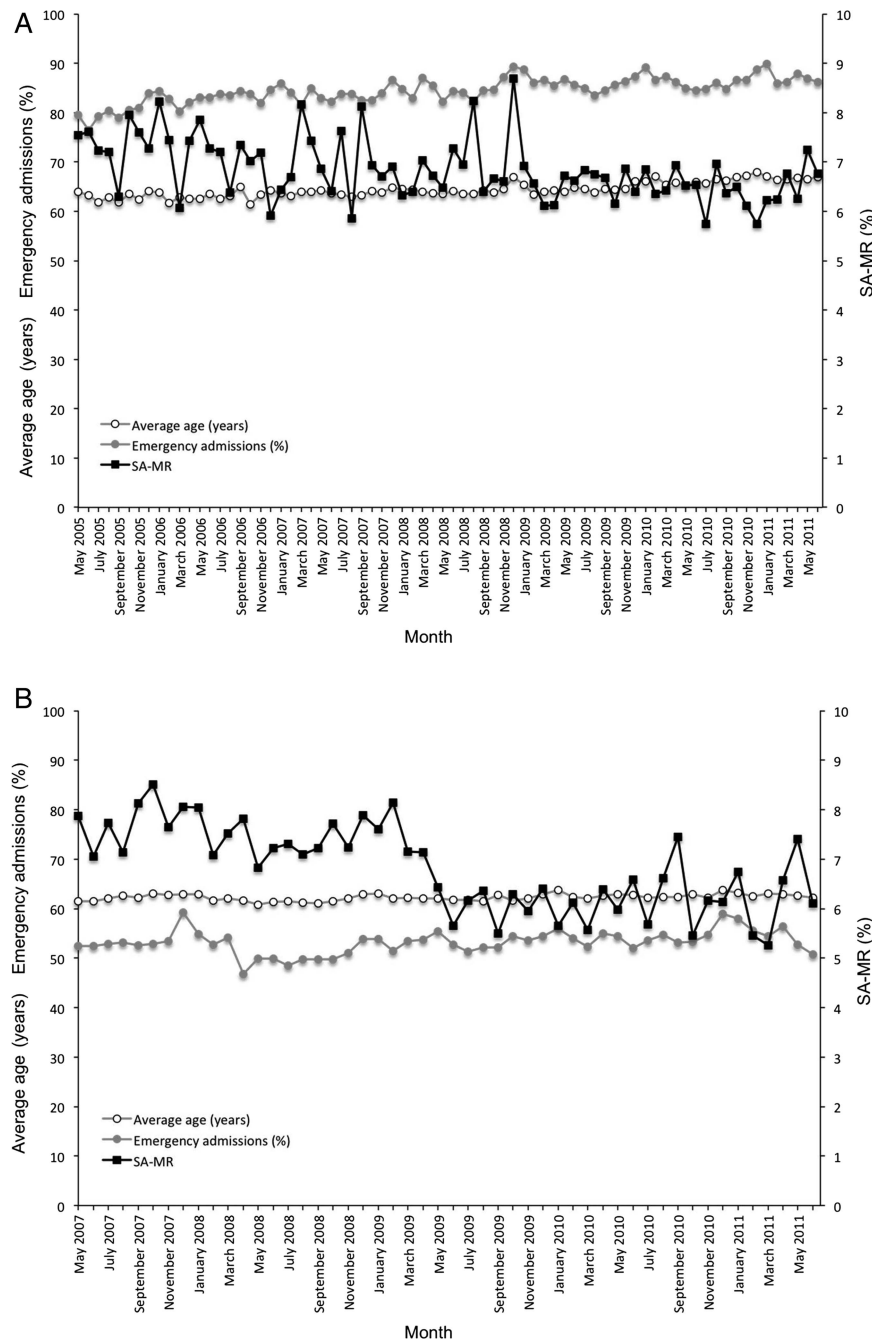 A
Emergency admissions (%)
Average age (years)
100
90
80
70
60
50
40
30
20
10
0
10
9
8
7
6
5
4
3
2
1
0
SA-MR (%)
Average age (years)
Emergency admissions (%)
SA-MR
May 2005
July 2005
September 2005
November 2005
January 2006
March 2006
May 2006
July 2006
September 2006
November 2006
January 2007
March 2007
May 2007
July 2007
September 2007
November 2007
January 2008
March 2008
May 2008
July 2008
September 2008
November 2008
January 2009
March 2009
May 2009
July 2009
September 2009
November 2009
January 2010
March 2010
May 2010
July 2010
September 2010
November 2010
January 2011
March 2011
May 2011
Month
B
Emergency admissions (%)
Average age (years)
100
90
80
70
60
50
40
30
20
10
0
10
9
8
7
6
5
4
3
2
1
0
SA-MR (%)
Average age (years)
Emergency admissions (%)
SA-MR
May 2007
July 2007
September 2007
November 2007
January 2008
March 2008
May 2008
July 2008
September 2008
November 2008
January 2009
March 2009
May 2009
July 2009
September 2009
November 2009
January 2010
March 2010
May 2010
July 2010
September 2010
November 2010
January 2011
March 2011
May 2011
Month